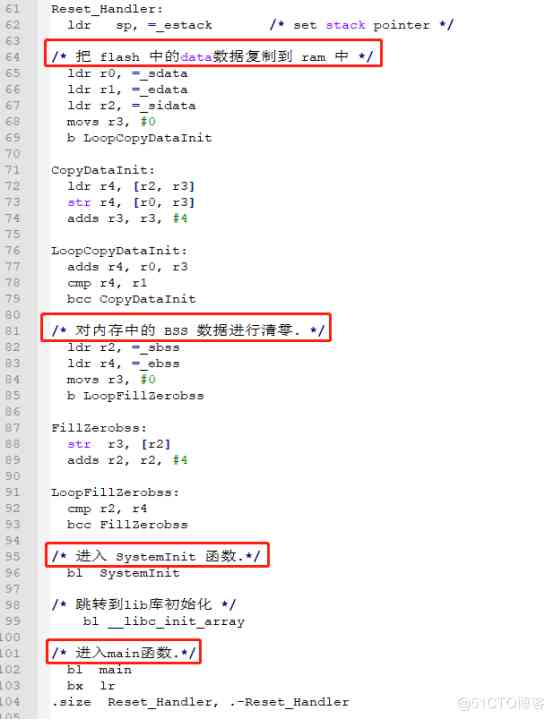 61 Reset_Handler:
62 ldr sp, =_estack /* set stack pointer */
63
64 /* 把 flash 中的data数据复制到 ram 中 */
65 ldr r0, =_sdata
66 ldr r1, =_edata
67 ldr r2, =_sidata
68 movs r3, #0
69 b LoopCopyDataInit
70
71 CopyDataInit:
72 ldr r4, [r2, r3]
73 str r4, [r0, r3]
74 adds r3, r3, #4
75
76 LoopCopyDataInit:
77 adds r4, r0, r3
78 cmp r4, r1
79 bcc CopyDataInit
80
81 /* 对内存中的 BSS 数据进行清零. */
82 ldr r2, =_sbss
83 ldr r4, =_ebss
84 movs r3, #0
85 b LoopFillZerobss
86
87 FillZerobss:
88 str r3, [r2]
89 adds r2, r2, #4
90
91 LoopFillZerobss:
92 cmp r2, r4
93 bcc FillZerobss
94
95 /* 进入 SystemInit 函数.*/
96 bl SystemInit
97
98 /* 跳转到lib库初始化 */
99 bl __libc_init_array
100
101 /* 进入main函数.*/
102 bl main
103 bx lr
104 .size Reset_Handler, .-Reset_Handler
105
@51CTO博客